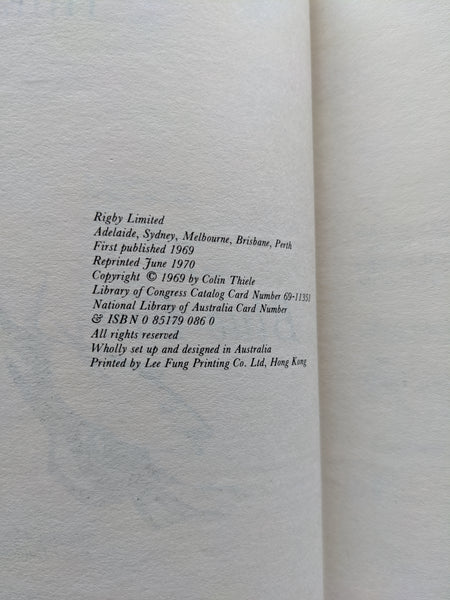 Rigby Limited
Adelaide, Sydney, Melbourne, Brisbane, Perth
First published 1969
Reprinted June 1970
Copyright © 1969 by Colin Thiele
Library of Congress Catalog Card Number 69-11351
National Library of Australia Card Number
& ISBN 0 85179 086 0
All rights reserved
Wholly set up and designed in Australia
Printed by Lee Fung Printing Co. Ltd, Hong Kong